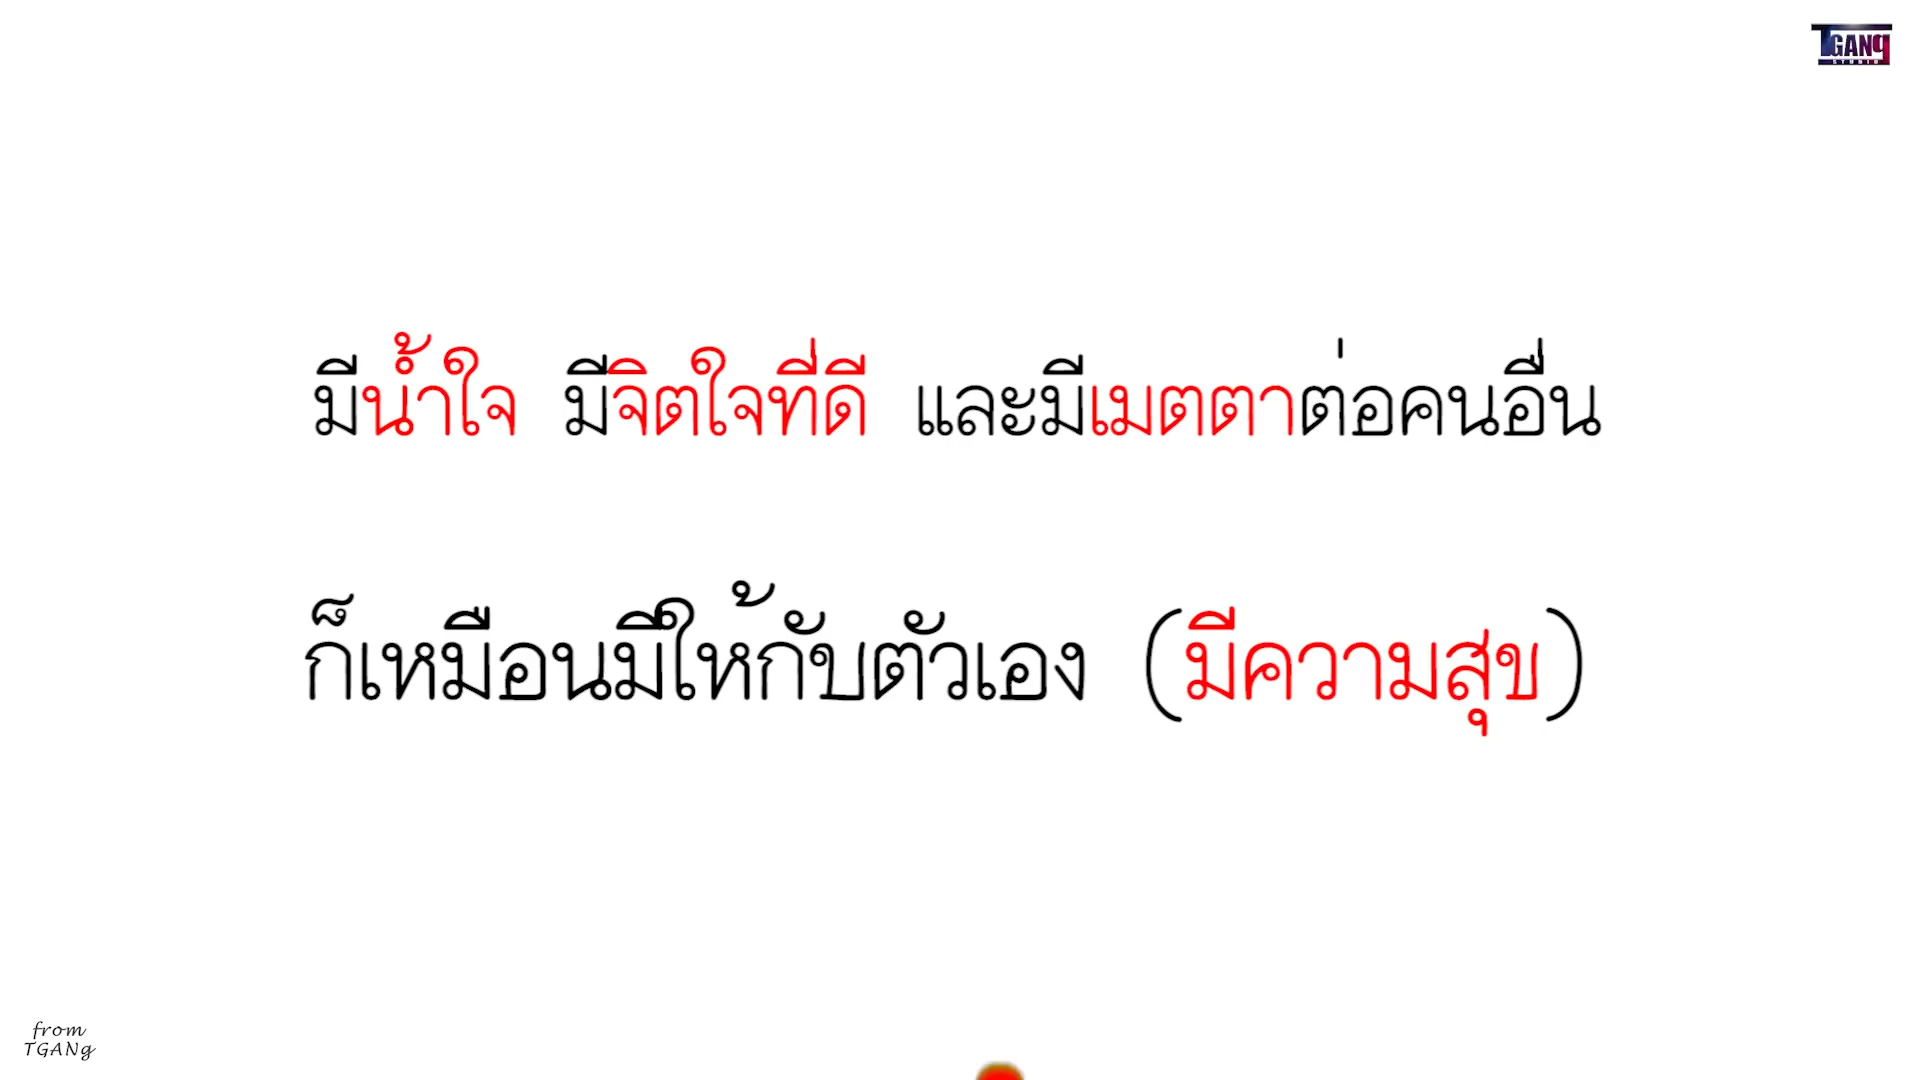 TGANg
STUDIO
มีน้ำใจ มีจิตใจที่ดี และมีเมตตาต่อคนอื่น
ก็เหมือนมีให้กับตัวเอง (มีความสุข)
from
TGANg